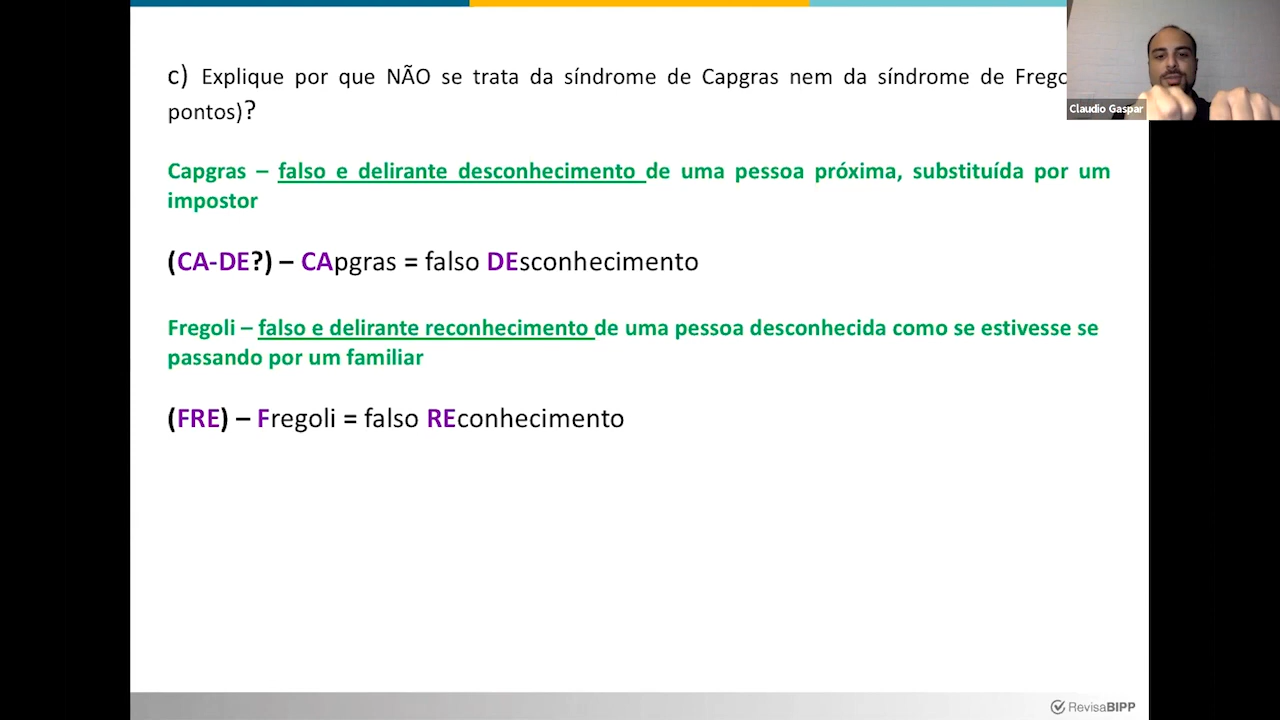 c) Explique por que NÃO se trata da síndrome de Capgras nem da síndrome de
pontos)?
Capgras – falso e delirante desconhecimento de uma pessoa próxima, substituída por um
impostor
(CA-DE?) – CApgras = falso DEsconhecimento
Fregoli – falso e delirante reconhecimento de uma pessoa desconhecida como se estivesse se
passando por um familiar
(FRE) – Fregoli = falso REconhecimento
Claudio Gaspar
RevisaBIPP